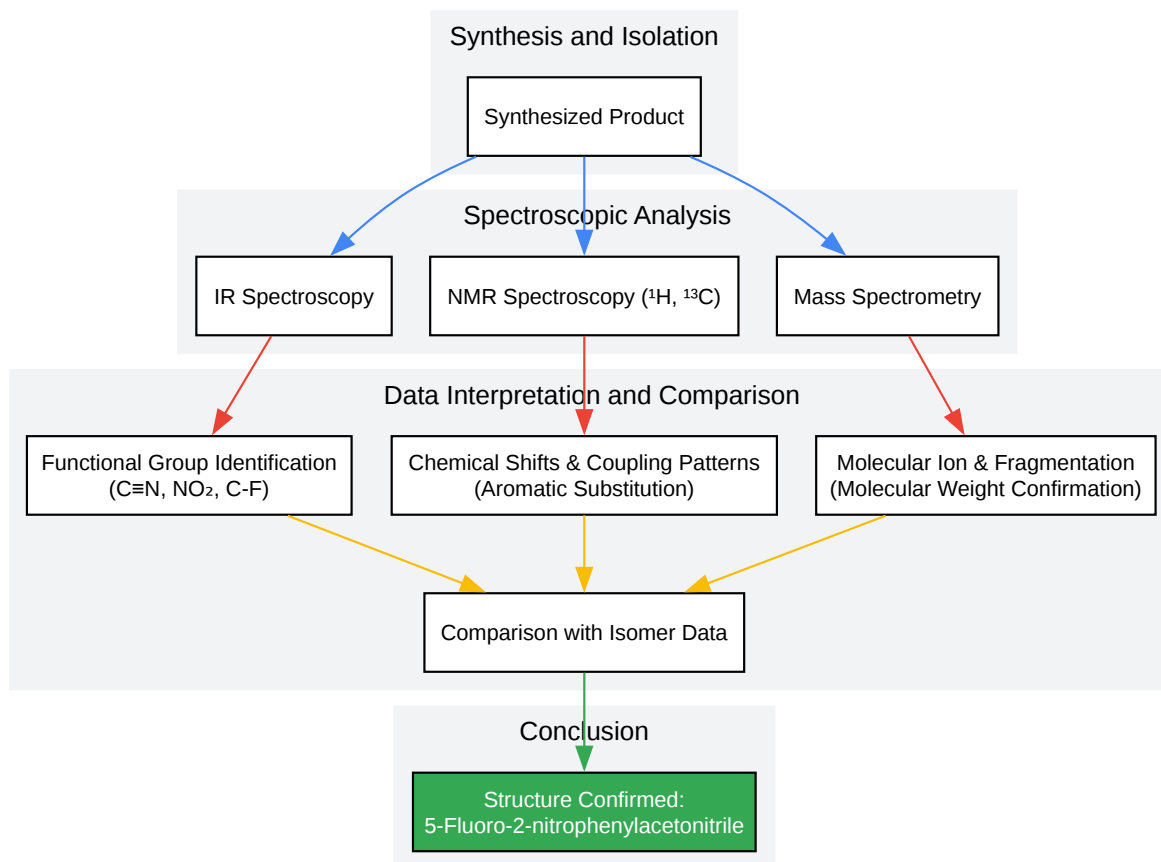 Synthesis and Isolation
Synthesized Product
Spectroscopic Analysis
IR Spectroscopy
NMR Spectroscopy (¹H, ¹³C)
Mass Spectrometry
Data Interpretation and Comparison
Functional Group Identification
(C≡N, NO₂, C-F)
Chemical Shifts & Coupling Patterns
(Aromatic Substitution)
Molecular Ion & Fragmentation
(Molecular Weight Confirmation)
Comparison with Isomer Data
Conclusion
Structure Confirmed:
5-Fluoro-2-nitrophenylacetonitrile